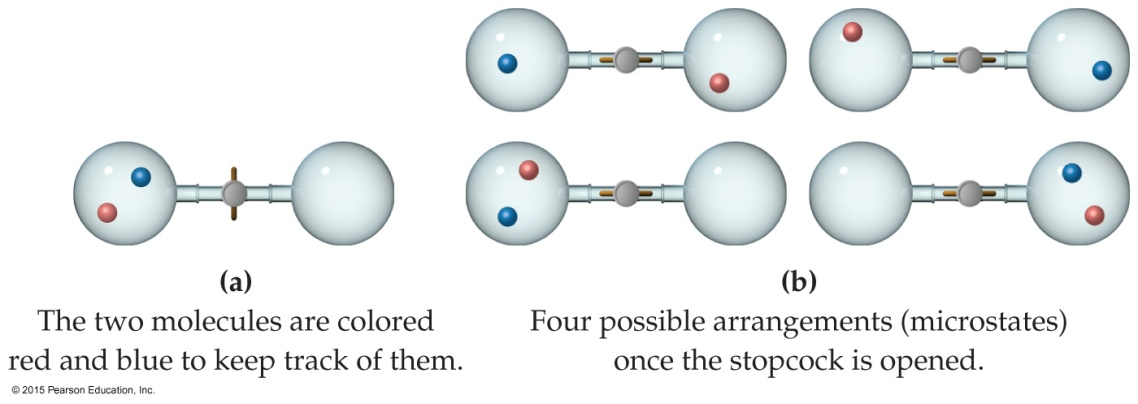 (a)
The two molecules are colored
red and blue to keep track of them.
(b)
Four possible arrangements (microstates)
once the stopcock is opened.
© 2015 Pearson Education, Inc.